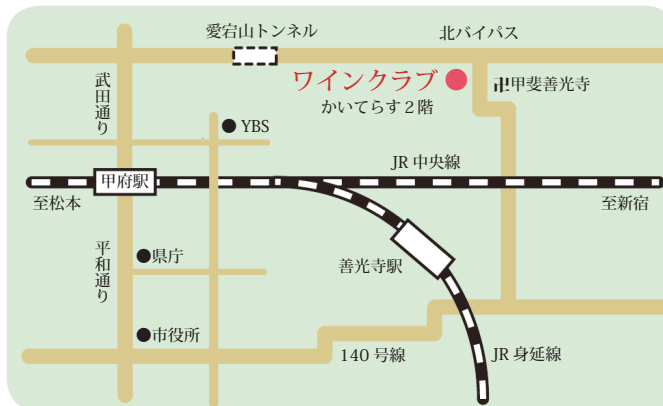 愛宕山トンネル
北バイパス
ワインクラブ
かいてらす２階
卍甲斐善光寺
武田通り
YBS
JR 中央線
甲府駅
至松本
至新宿
平和通り
県庁
善光寺駅
市役所
140 号線
JR 身延線